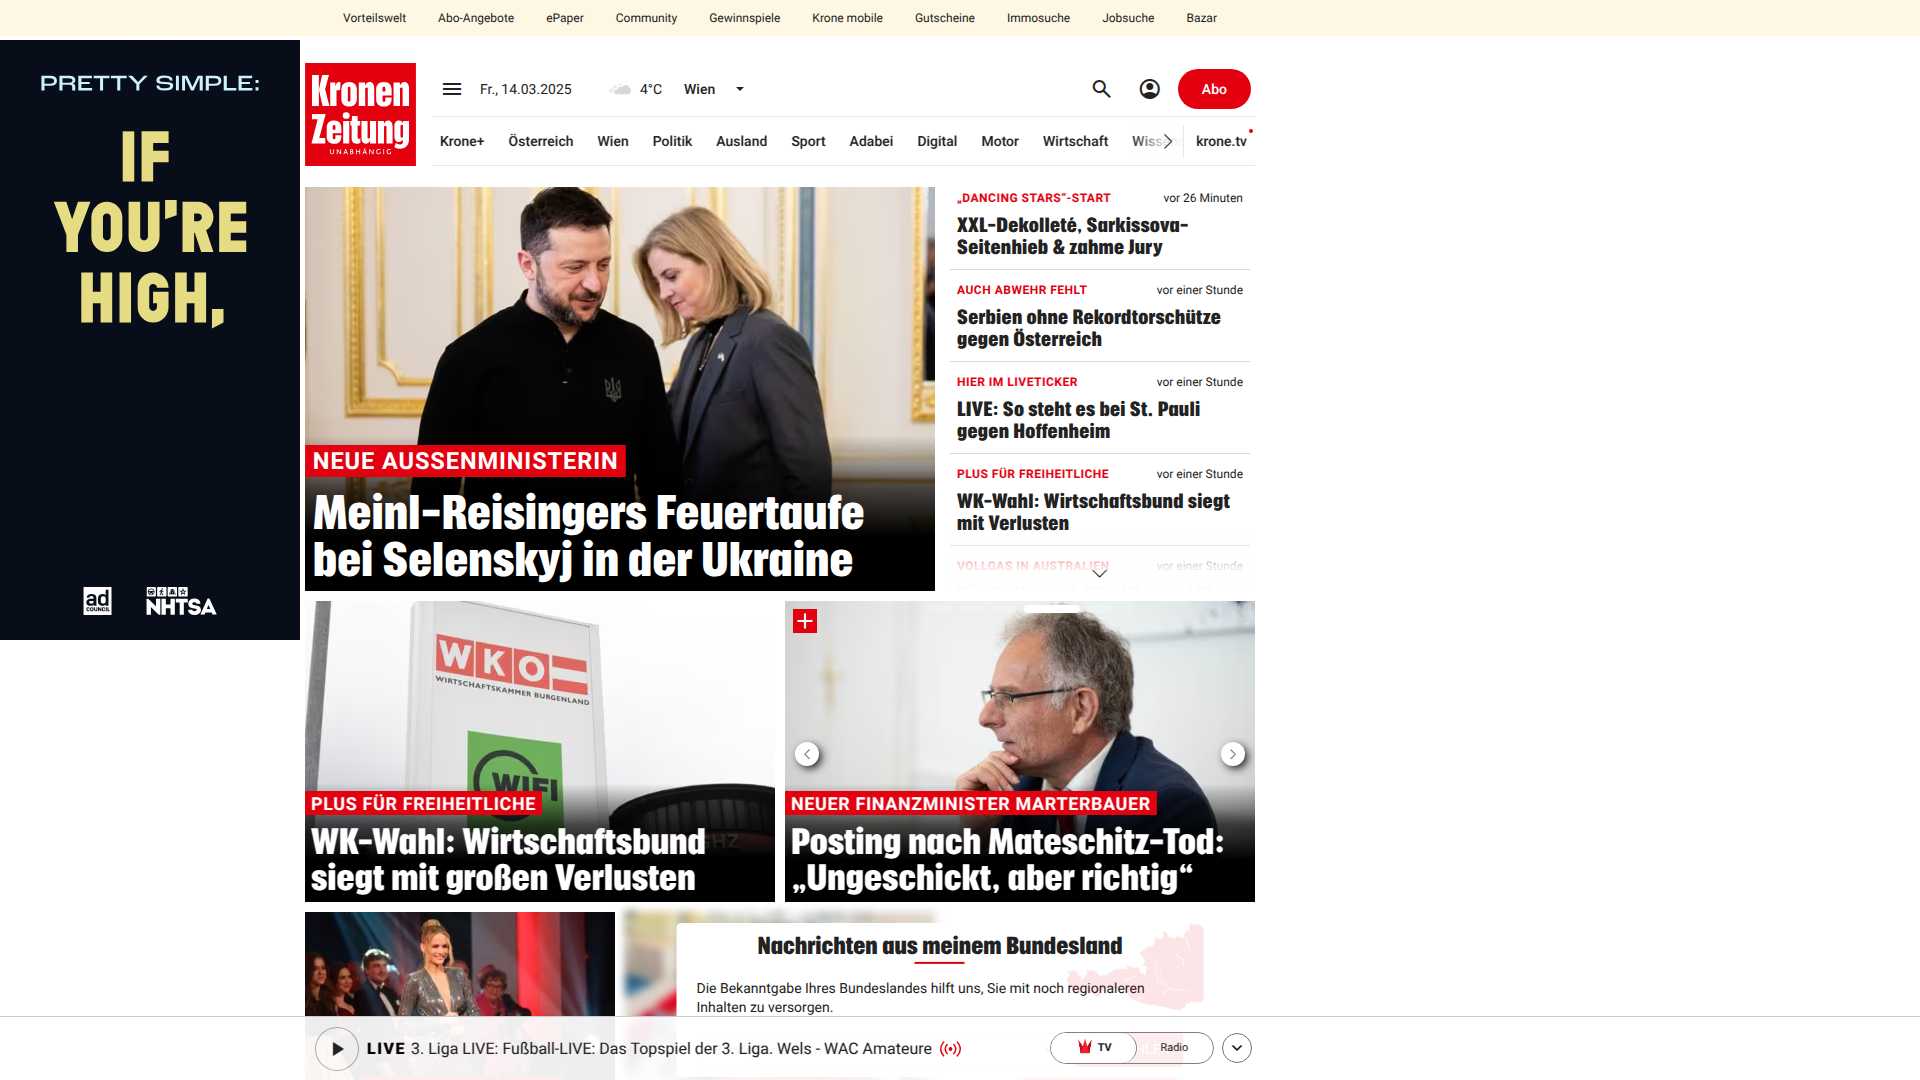 Vorteilswelt Abo-Angebote ePaper Community Gewinnspiele Krone mobile Gutscheine Immosuche Jobsuche Bazar
PRETTY SIMPLE:
IF
YOU'RE
HIGH,
ad
COUNCIL
NHTSA
Kronen
Zeitung
UNABHÄNGIG
Fr., 14.03.2025 4°C Wien
Abo
Krone+ Österreich Wien Politik Ausland Sport Adabei Digital Motor Wirtschaft Wissen krone.tv
NEUE AUSSENMINISTERIN
Meinl-Reisingers Feuertaufe
bei Selenskyj in der Ukraine
„DANCING STARS“-START vor 26 Minuten
XXL-Dekolleté, Sarkissova-
Seitenhieb & zahme Jury
AUCH ABWEHR FEHLT vor einer Stunde
Serbien ohne Rekordtorschütze
gegen Österreich
HIER IM LIVETICKER vor einer Stunde
LIVE: So steht es bei St. Pauli
gegen Hoffenheim
PLUS FÜR FREIHEITLICHE vor einer Stunde
WK-Wahl: Wirtschaftsbund siegt
mit Verlusten
VOLLGAS IN AUSTRALIEN vor einer Stunde
WKO
WIRTSCHAFTSKAMMER BURGENLAND
WIFI
PLUS FÜR FREIHEITLICHE
WK-Wahl: Wirtschaftsbund
siegt mit großen Verlusten
NEUER FINANZMINISTER MARTERBAUER
Posting nach Mateschitz-Tod:
„Ungeschickt, aber richtig“
Nachrichten aus meinem Bundesland
Die Bekanntgabe Ihres Bundeslandes hilft uns, Sie mit noch regionaleren
Inhalten zu versorgen.
LIVE 3. Liga LIVE: Fußball-LIVE: Das Topspiel der 3. Liga. Wels - WAC Amateure
TV Radio